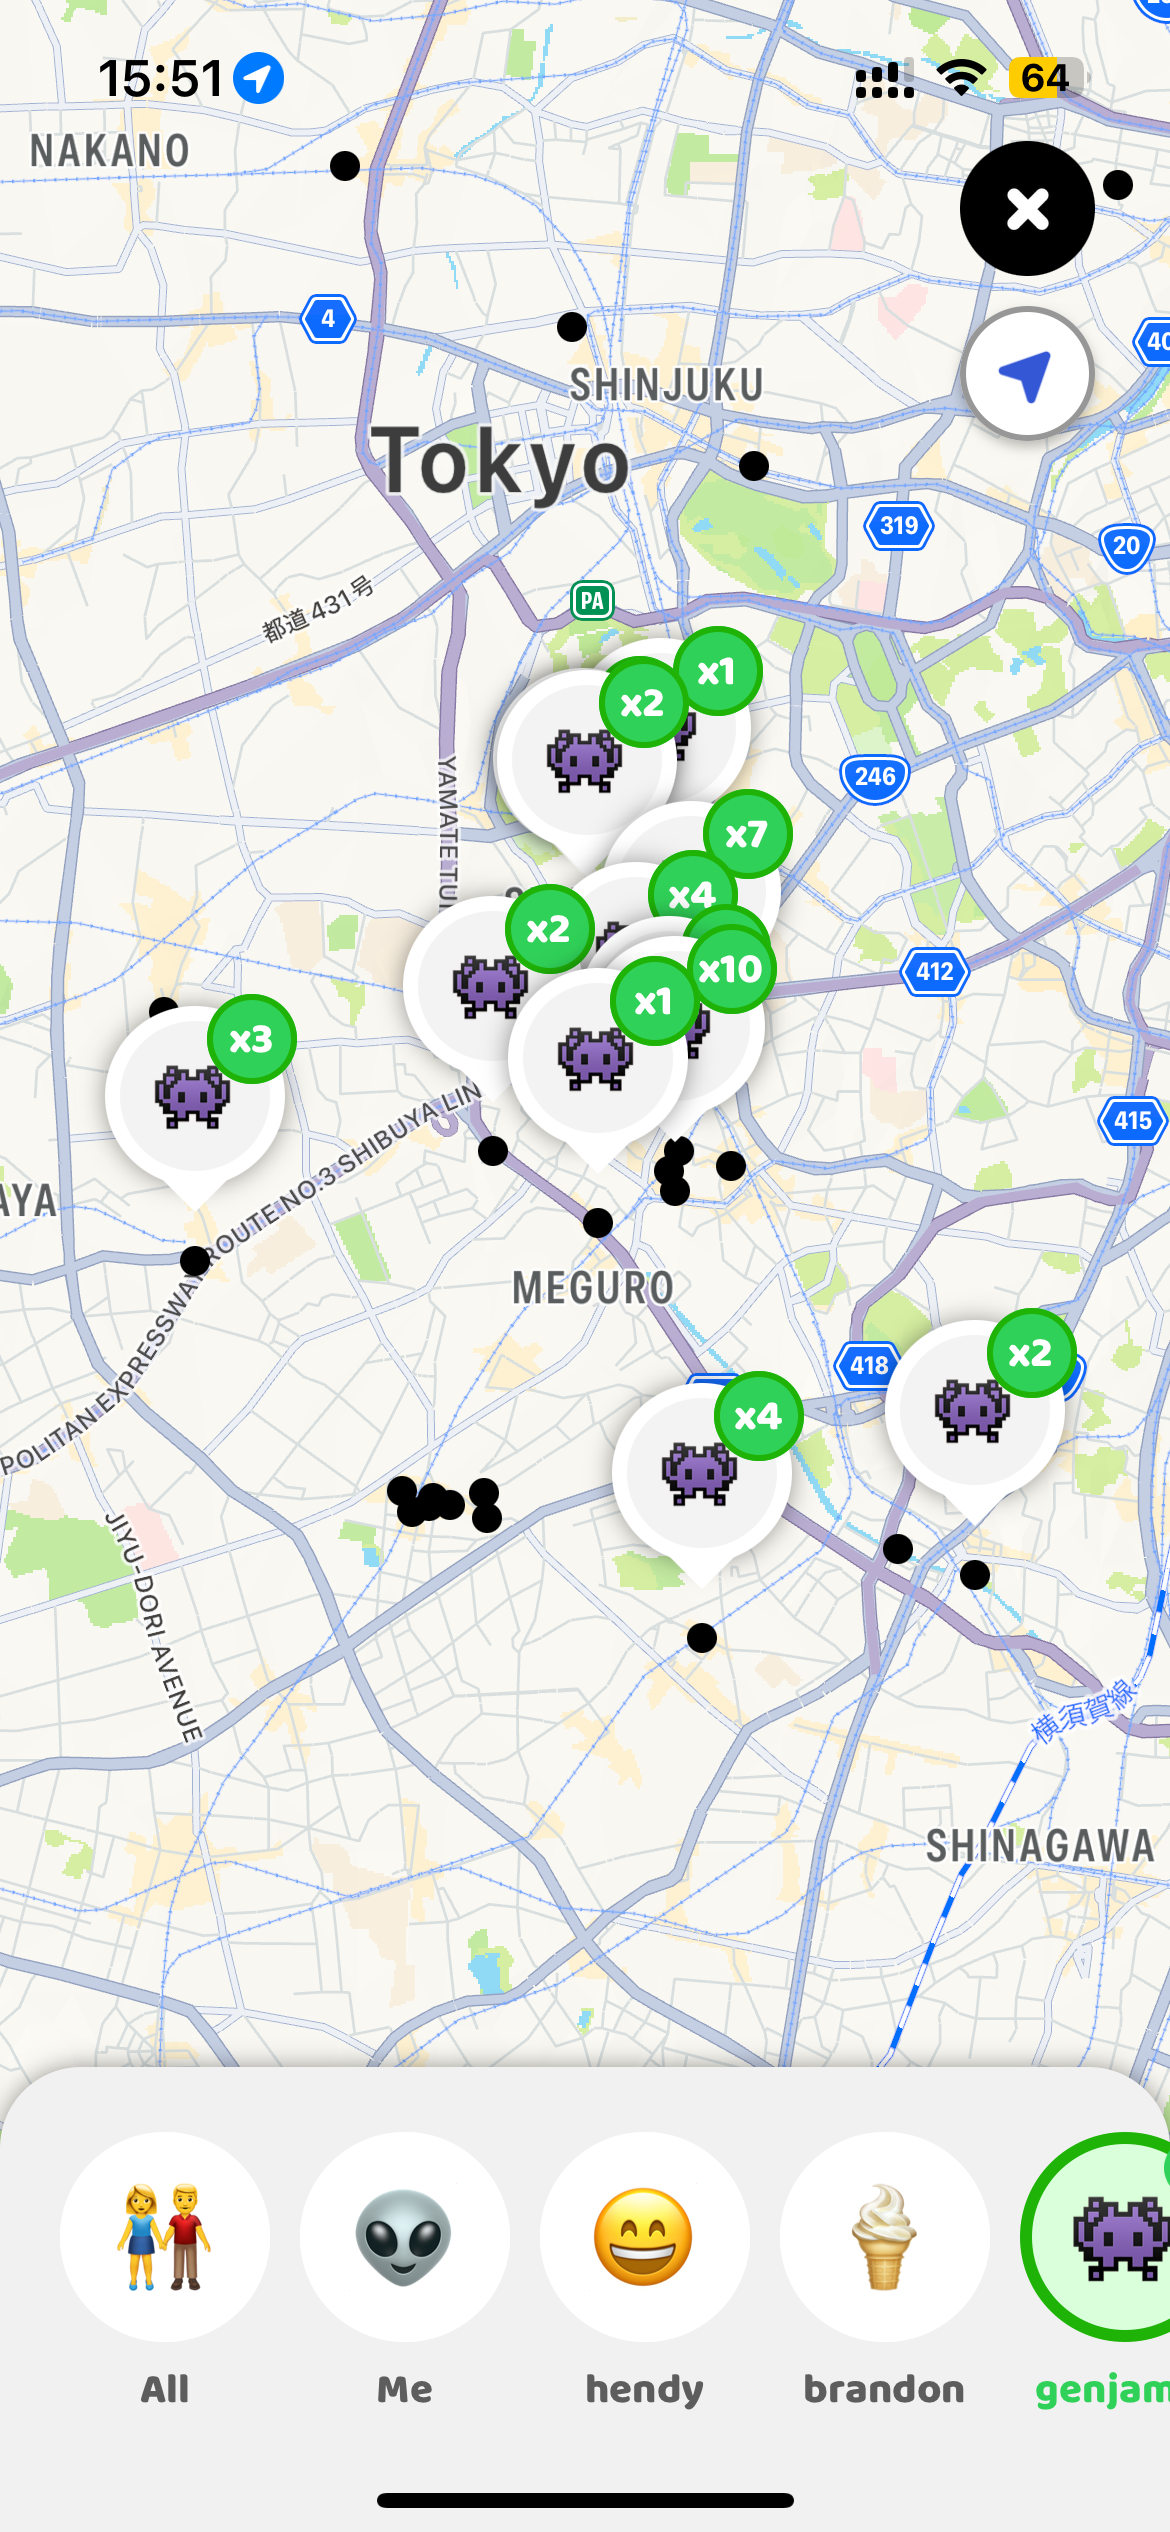 15:51
64
NAKANO
4
40
SHINJUKU
Tokyo
319
20
都道431号
PA
x1
x2
246
YAMATE TUN
x7
x4
x2
x10
412
x1
x3
415
AYA
POLITAN EXPRESSWAY ROUTE NO.3 SHIBUYA LIN
MEGURO
x2
418
x4
JIYU-DORI AVENUE
横須賀線
SHINAGAWA
All
Me
hendy
brandon
genjam